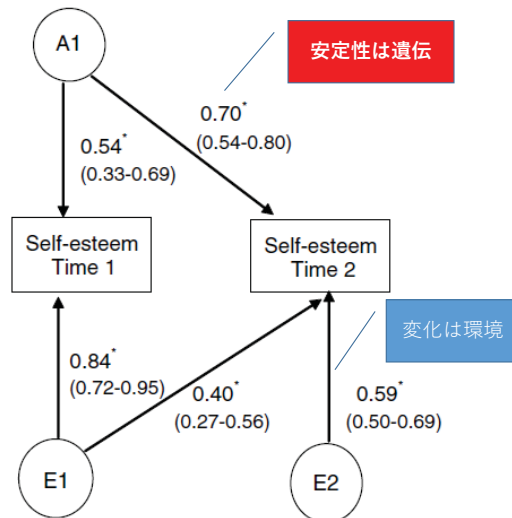 A1
安定性は遺伝
0.70*
(0.54-0.80)
0.54*
(0.33-0.69)
Self-esteem
Time 1
Self-esteem
Time 2
変化は環境
0.84*
(0.72-0.95)
0.40*
(0.27-0.56)
0.59*
(0.50-0.69)
E1
E2